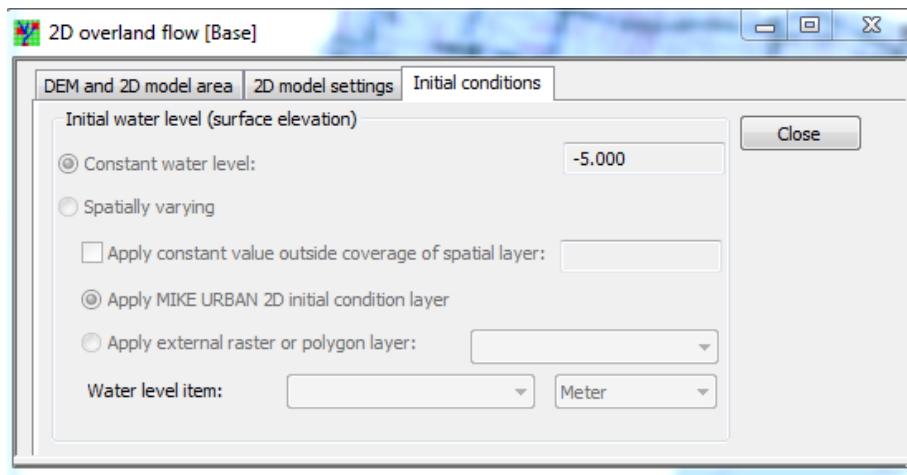 2D overland flow [Base]
DEM and 2D model area 2D model settings Initial conditions
Initial water level (surface elevation)
Close
Constant water level: -5.000
Spatially varying
Apply constant value outside coverage of spatial layer:
Apply MIKE URBAN 2D initial condition layer
Apply external raster or polygon layer:
Water level item: Meter